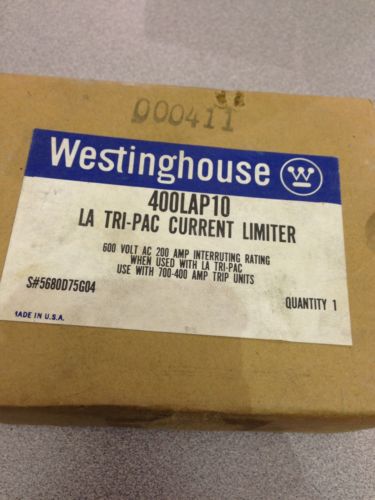 000411
Westinghouse
W
400LAP10
LA TRI-PAC CURRENT LIMITER
600 VOLT AC 200 AMP INTERRUTING RATING
WHEN USED WITH LA TRI-PAC
USE WITH 700-400 AMP TRIP UNITS
S#5680D75G04
QUANTITY 1
MADE IN U.S.A.